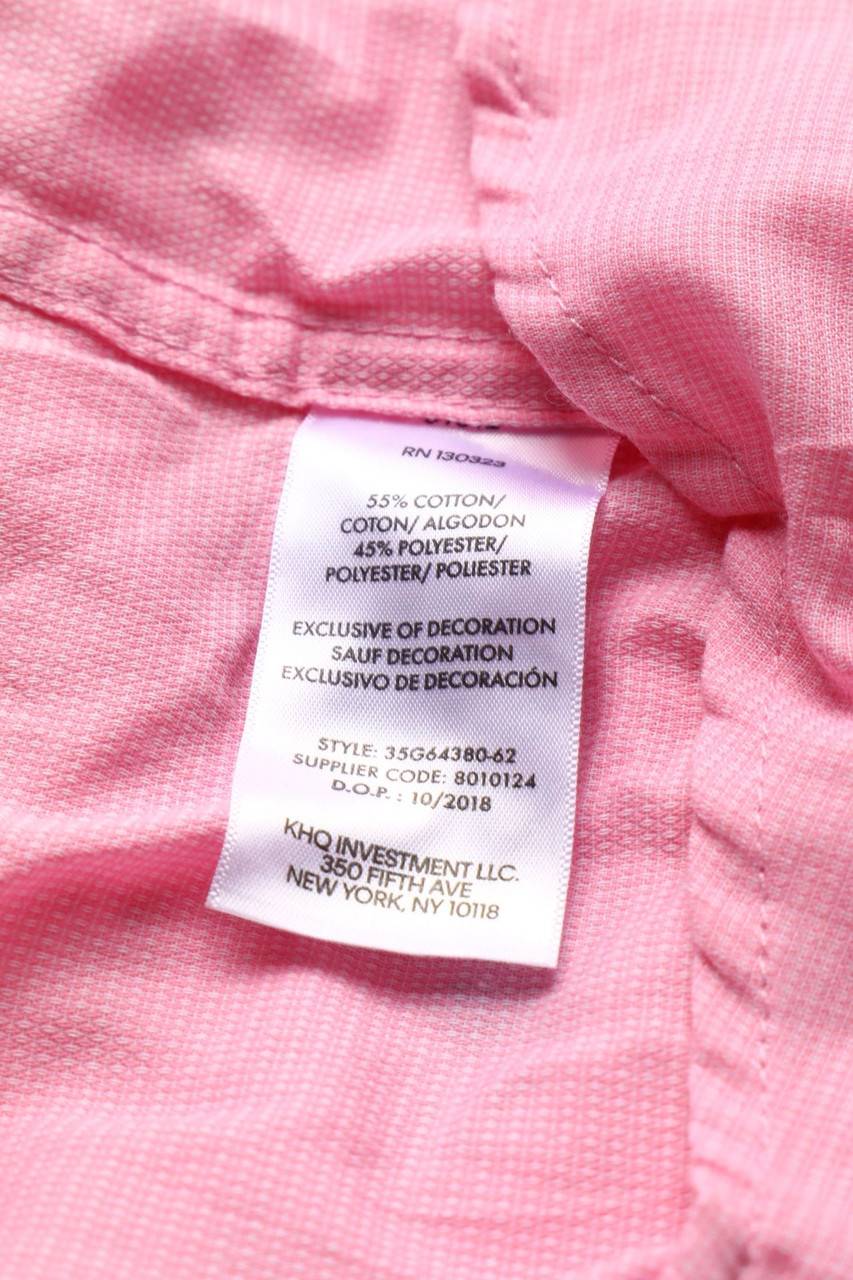 RN 130323
55% COTTON/
COTON/ ALGODON
45% POLYESTER/
POLYESTER/ POLIESTER
EXCLUSIVE OF DECORATION
SAUF DECORATION
EXCLUSIVO DE DECORACIÓN
STYLE: 35G64380-62
SUPPLIER CODE: 8010124
D.O.P. : 10/2018
KHQ INVESTMENT LLC.
350 FIFTH AVE
NEW YORK, NY 10118